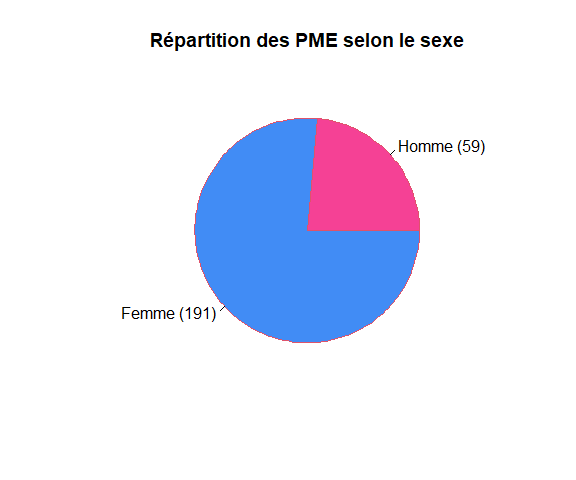 Répartition des PME selon le sexe
Homme (59)
Femme (191)